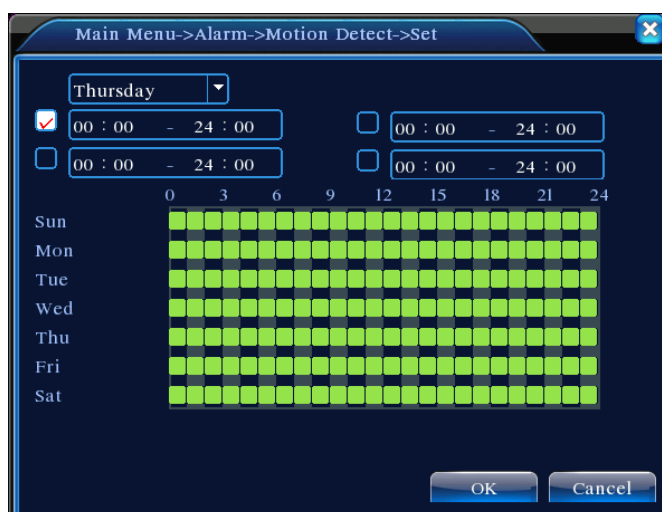 Main Menu->Alarm->Motion Detect->Set
Thursday
00 : 00 - 24 : 00 00 : 00 - 24 : 00
00 : 00 - 24 : 00 00 : 00 - 24 : 00
0 3 6 9 12 15 18 21 24
Sun
Mon
Tue
Wed
Thu
Fri
Sat
OK Cancel